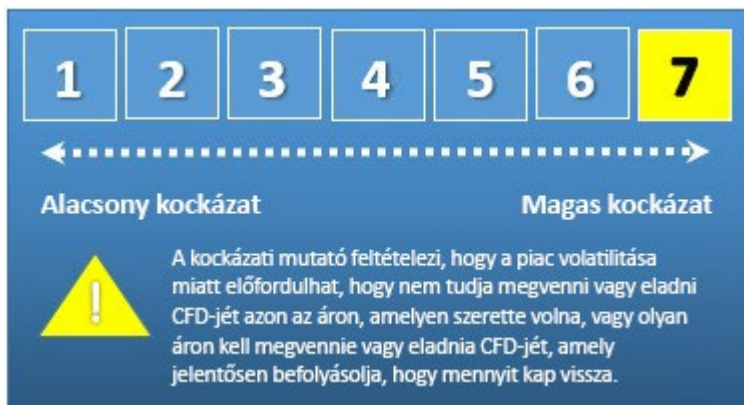 1 2 3 4 5 6 7
Alacsony kockázat Magas kockázat
A kockázati mutató feltételezi, hogy a piac volatilitása
miatt előfordulhat, hogy nem tudja megvenni vagy eladni
CFD-jét azon az áron, amelyen szerette volna, vagy olyan
áron kell megvennie vagy eladnia CFD-jét, amely
jelentősen befolyásolja, hogy mennyit kap vissza.
!